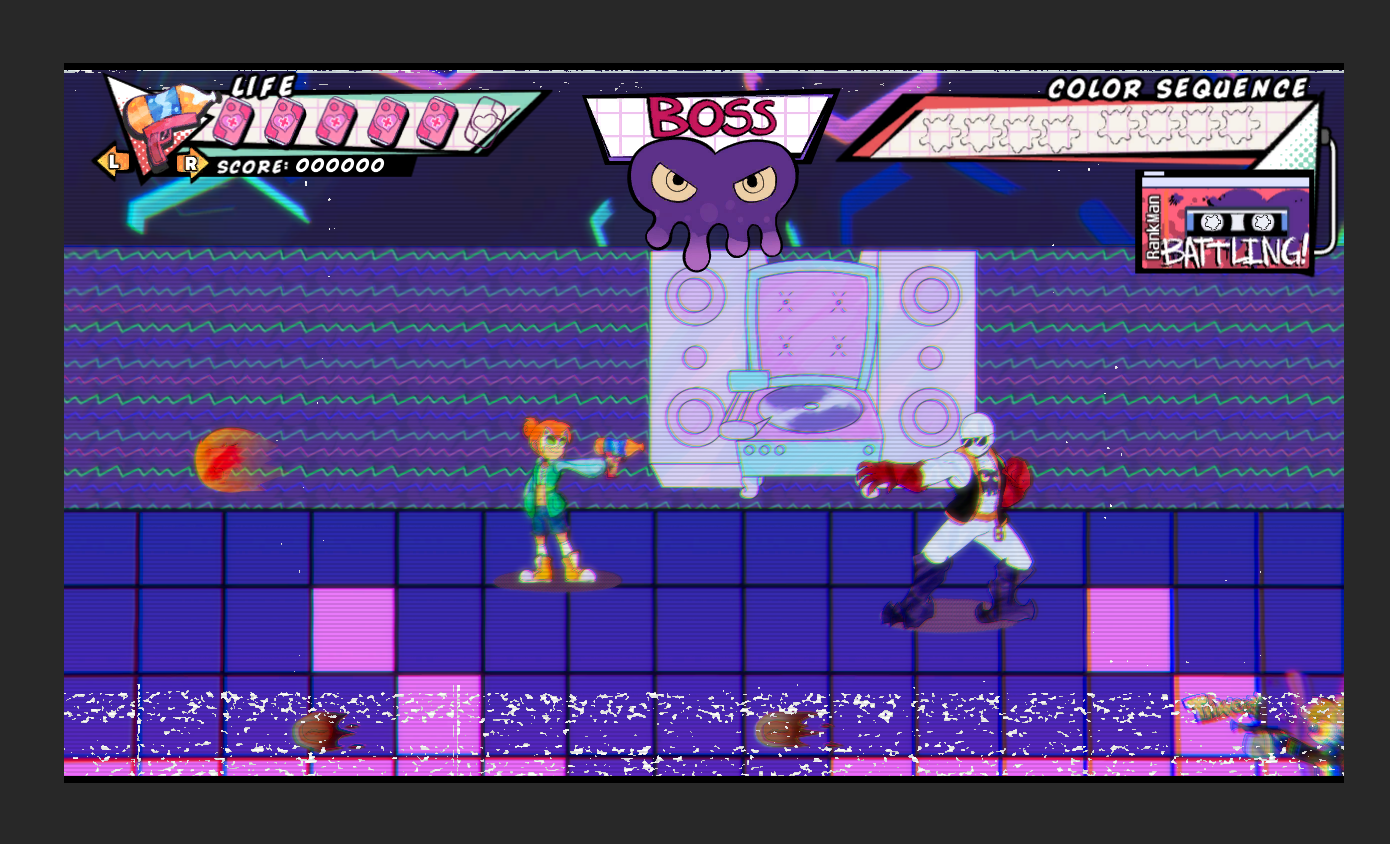 LIFE
L
R
SCORE: 000000
BOSS
COLOR SEQUENCE
RankMan
BATTLING!